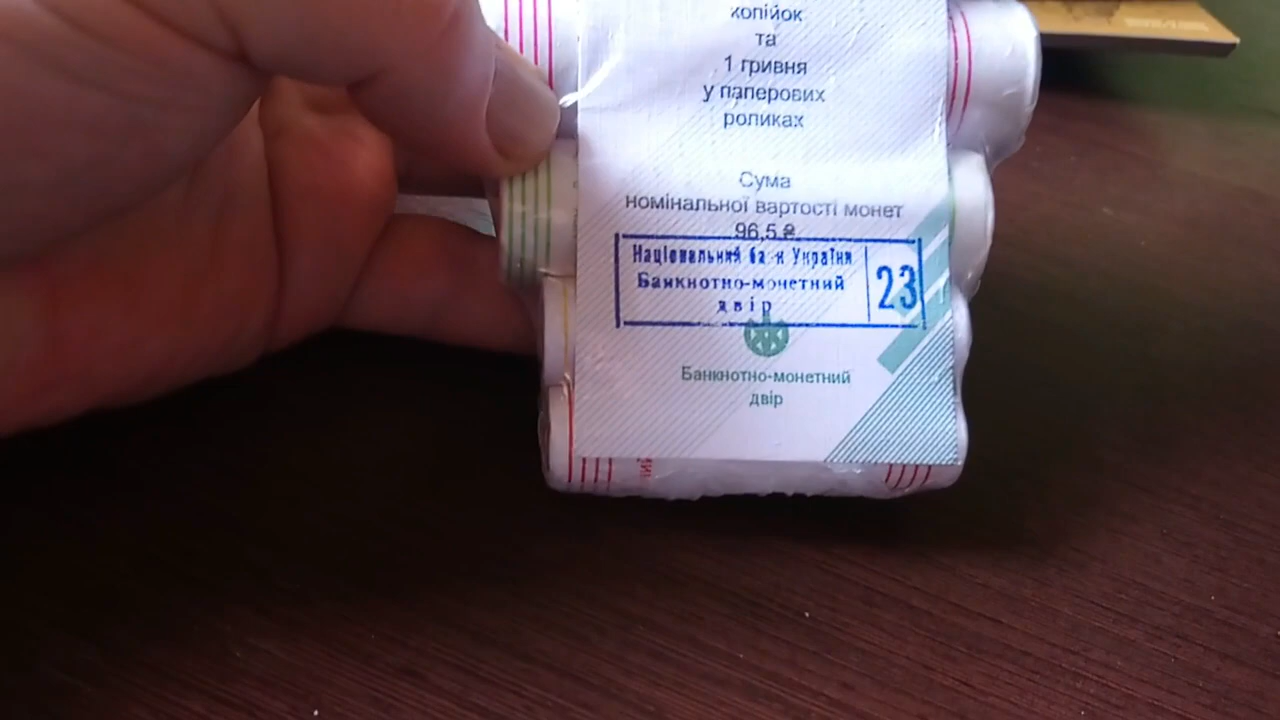 копійок
та
1 гривня
у паперових
роликах
Сума
номінальної вартості монет
96,5 ₴
Національний банк України
Банкнотно-монетний
двір
23
Банкнотно-монетний
двір